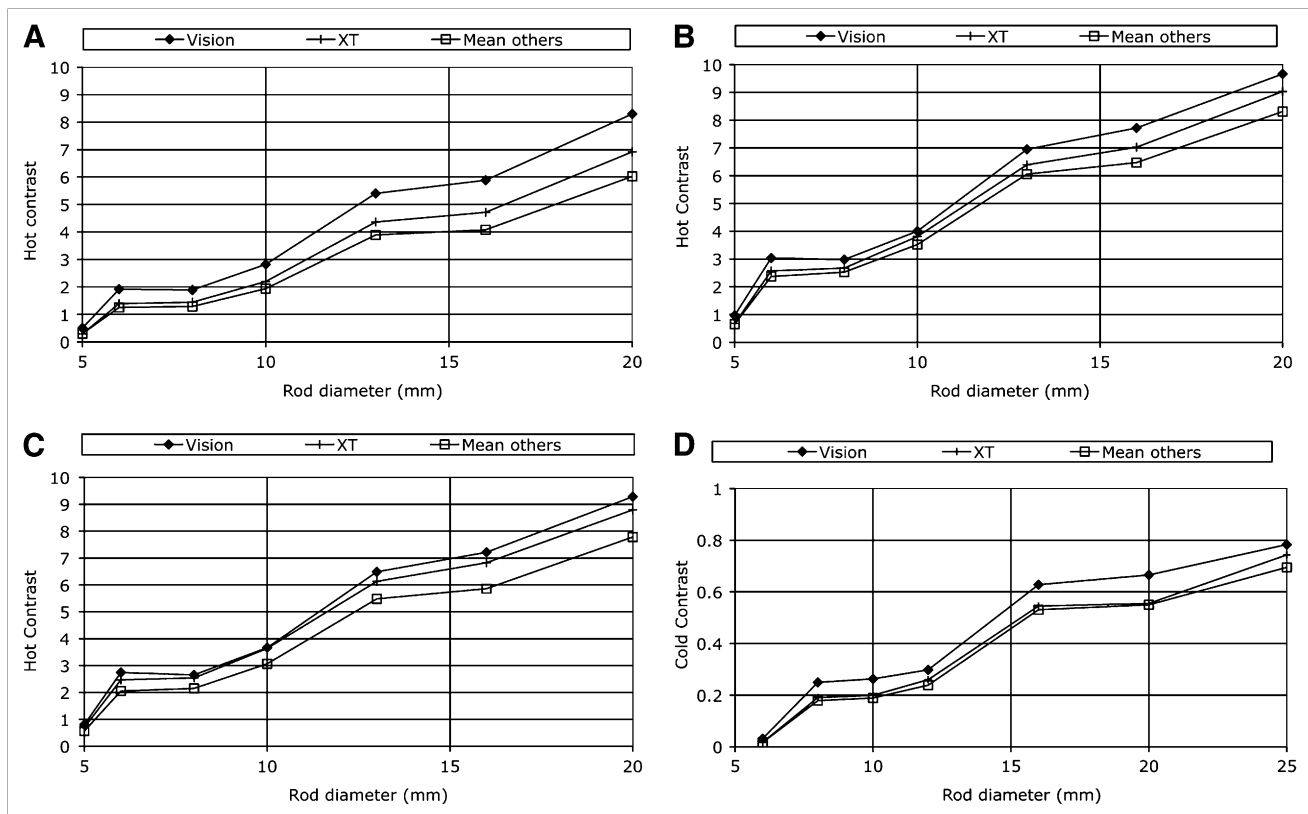 A
Vision XT Mean others
10
9
8
7
6
5
4
3
2
1
0
Hot contrast
5 10 15 20
Rod diameter (mm)
B
Vision XT Mean others
10
9
8
7
6
5
4
3
2
1
0
Hot Contrast
5 10 15 20
Rod diameter (mm)
C
Vision XT Mean others
10
9
8
7
6
5
4
3
2
1
0
Hot Contrast
5 10 15 20
Rod diameter (mm)
D
Vision XT Mean others
1
0.8
0.6
0.4
0.2
0
Cold Contrast
5 10 15 20 25
Rod diameter (mm)